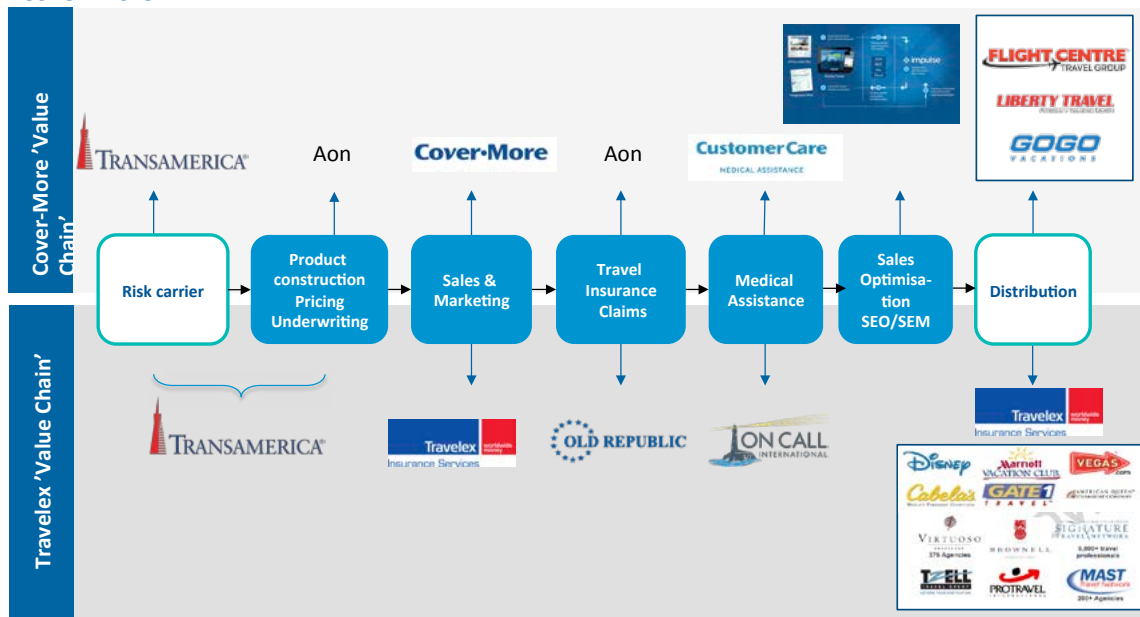 Cover-More 'Value
Chain'
impulse
FLIGHT CENTRE
TRAVEL GROUP
LIBERTY TRAVEL
GOGO
VACATIONS
TRANSAMERICA®
Aon
Cover·More
Aon
CustomerCare
MEDICAL ASSISTANCE
Risk carrier
Product
construction
Pricing
Underwriting
Sales &
Marketing
Travel
Insurance
Claims
Medical
Assistance
Sales
Optimisa-
tion
SEO/SEM
Distribution
Travelex 'Value Chain'
TRANSAMERICA®
Travelex
worldwide
money
Insurance Services
OLD REPUBLIC
ON CALL
INTERNATIONAL
Travelex
worldwide
money
Insurance Services
DISNEY
Marriott
VACATION CLUB
VEGAS
.com
Cabela's
GATE 1
TRAVEL
AMERICAN QUEEN
VIRTUOSO
375 Agencies
BROWNELL
SIGNATURE
TRAVEL NETWORK
professionals
TZELL
PROTRAVEL
INTERNATIONAL
MAST
Travel Network
200+ Agencies